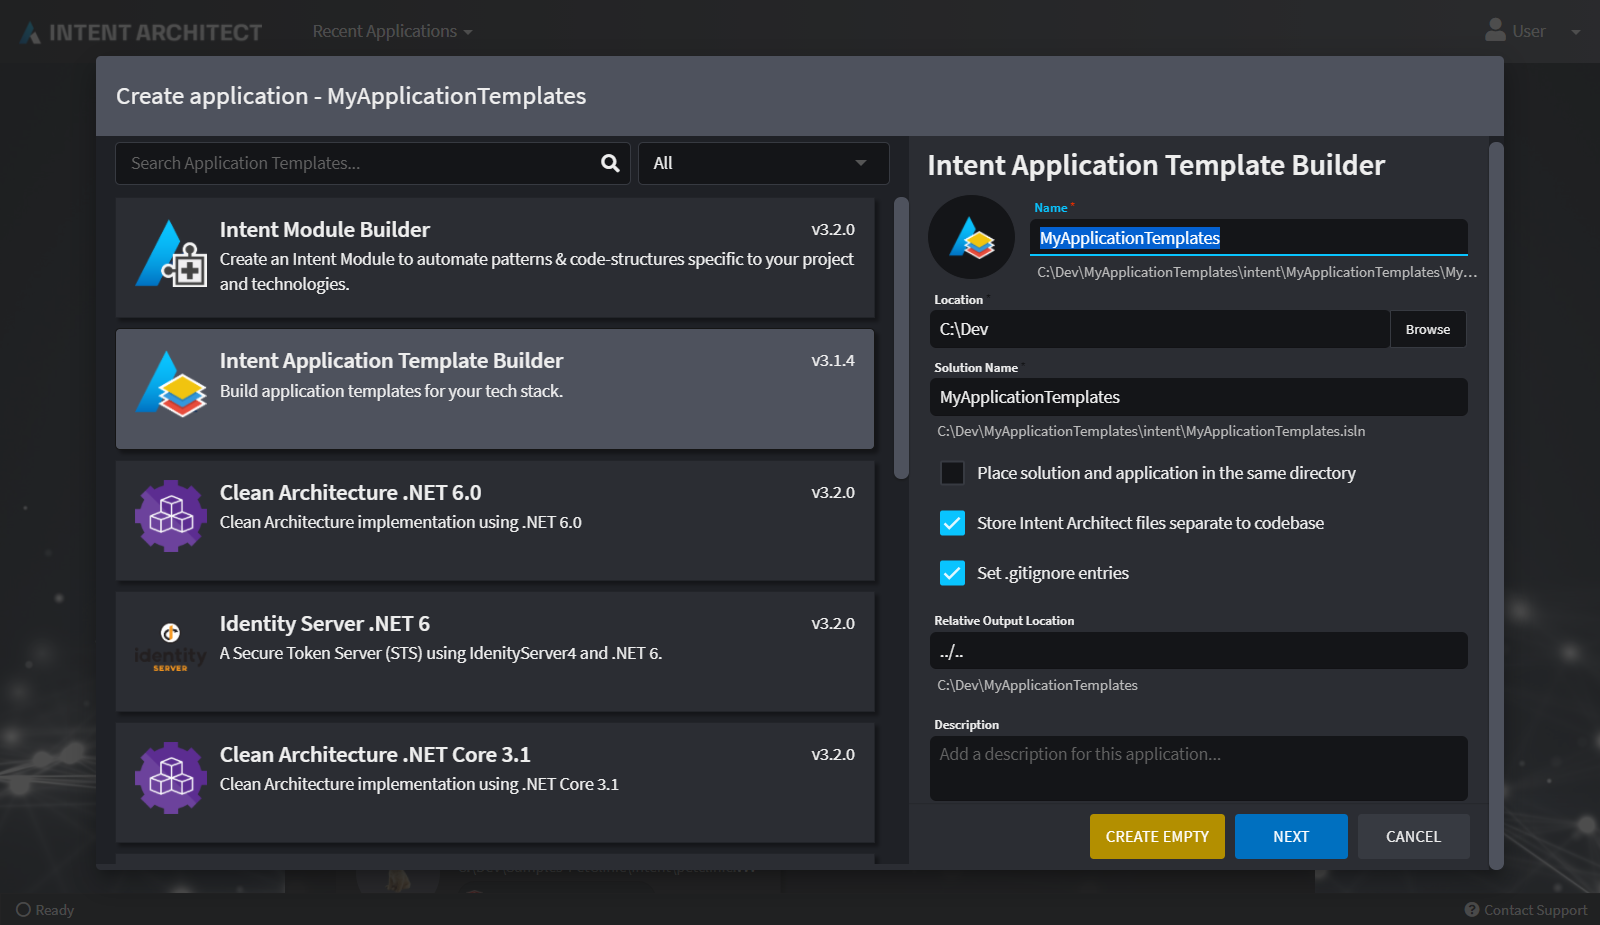 INTENT ARCHITECT
Recent Applications
User
Create application - MyApplicationTemplates
Search Application Templates...
All
Intent Module Builder
v3.2.0
Create an Intent Module to automate patterns & code-structures specific to your project
and technologies.
Intent Application Template Builder
v3.1.4
Build application templates for your tech stack.
Clean Architecture .NET 6.0
v3.2.0
Clean Architecture implementation using .NET 6.0
identity
SERVER
Identity Server .NET 6
v3.2.0
A Secure Token Server (STS) using IdenityServer4 and .NET 6.
Clean Architecture .NET Core 3.1
v3.2.0
Clean Architecture implementation using .NET Core 3.1
Intent Application Template Builder
Name *
MyApplicationTemplates
C:\Dev\MyApplicationTemplates\intent\MyApplicationTemplates\My...
Location
C:\Dev
Browse
Solution Name
MyApplicationTemplates
C:\Dev\MyApplicationTemplates\intent\MyApplicationTemplates.isln
Place solution and application in the same directory
Store Intent Architect files separate to codebase
Set .gitignore entries
Relative Output Location
../..
C:\Dev\MyApplicationTemplates
Description
Add a description for this application...
CREATE EMPTY
NEXT
CANCEL
Ready
Contact Support